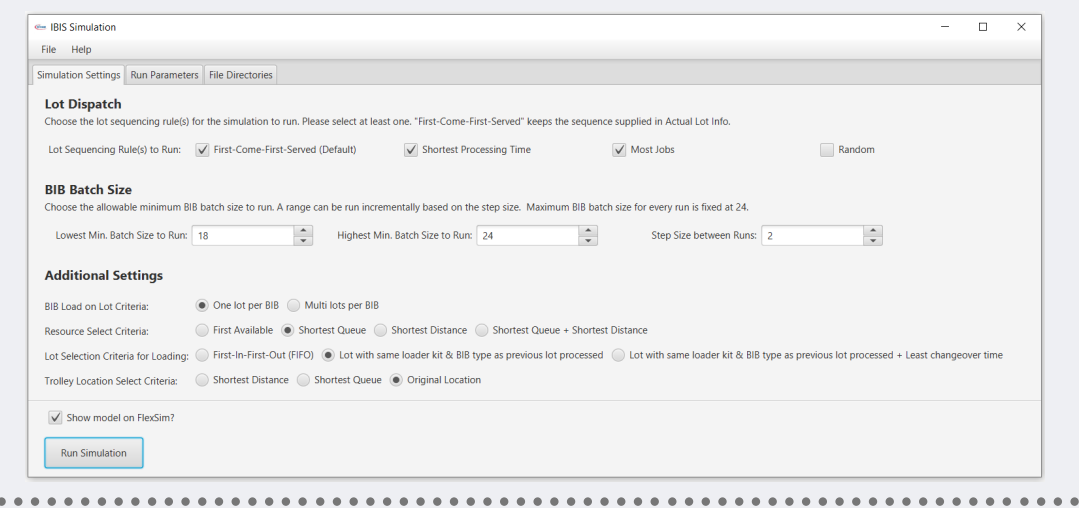 IBIS Simulation
File Help
Simulation Settings Run Parameters File Directories
Lot Dispatch
Choose the lot sequencing rule(s) for the simulation to run. Please select at least one. "First-Come-First-Served" keeps the sequence supplied in Actual Lot Info.
Lot Sequencing Rule(s) to Run: First-Come-First-Served (Default) Shortest Processing Time Most Jobs Random
BIB Batch Size
Choose the allowable minimum BIB batch size to run. A range can be run incrementally based on the step size. Maximum BIB batch size for every run is fixed at 24.
Lowest Min. Batch Size to Run: 18 Highest Min. Batch Size to Run: 24 Step Size between Runs: 2
Additional Settings
BIB Load on Lot Criteria: One lot per BIB Multi lots per BIB
Resource Select Criteria: First Available Shortest Queue Shortest Distance Shortest Queue + Shortest Distance
Lot Selection Criteria for Loading: First-In-First-Out (FIFO) Lot with same loader kit & BIB type as previous lot processed Lot with same loader kit & BIB type as previous lot processed + Least changeover time
Trolley Location Select Criteria: Shortest Distance Shortest Queue Original Location
Show model on FlexSim?
Run Simulation